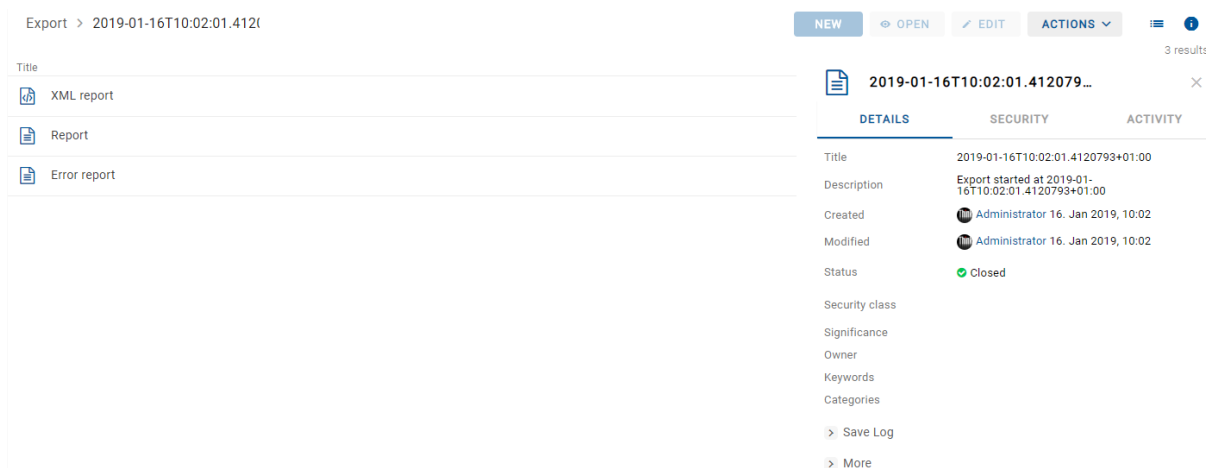 Export > 2019-01-16T10:02:01.412(
NEW
OPEN
EDIT
ACTIONS
3 results
Title
XML report
Report
Error report
2019-01-16T10:02:01.412079...
DETAILS
SECURITY
ACTIVITY
Title 2019-01-16T10:02:01.4120793+01:00
Description Export started at 2019-01-
16T10:02:01.4120793+01:00
Created Administrator 16. Jan 2019, 10:02
Modified Administrator 16. Jan 2019, 10:02
Status Closed
Security class
Significance
Owner
Keywords
Categories
> Save Log
> More